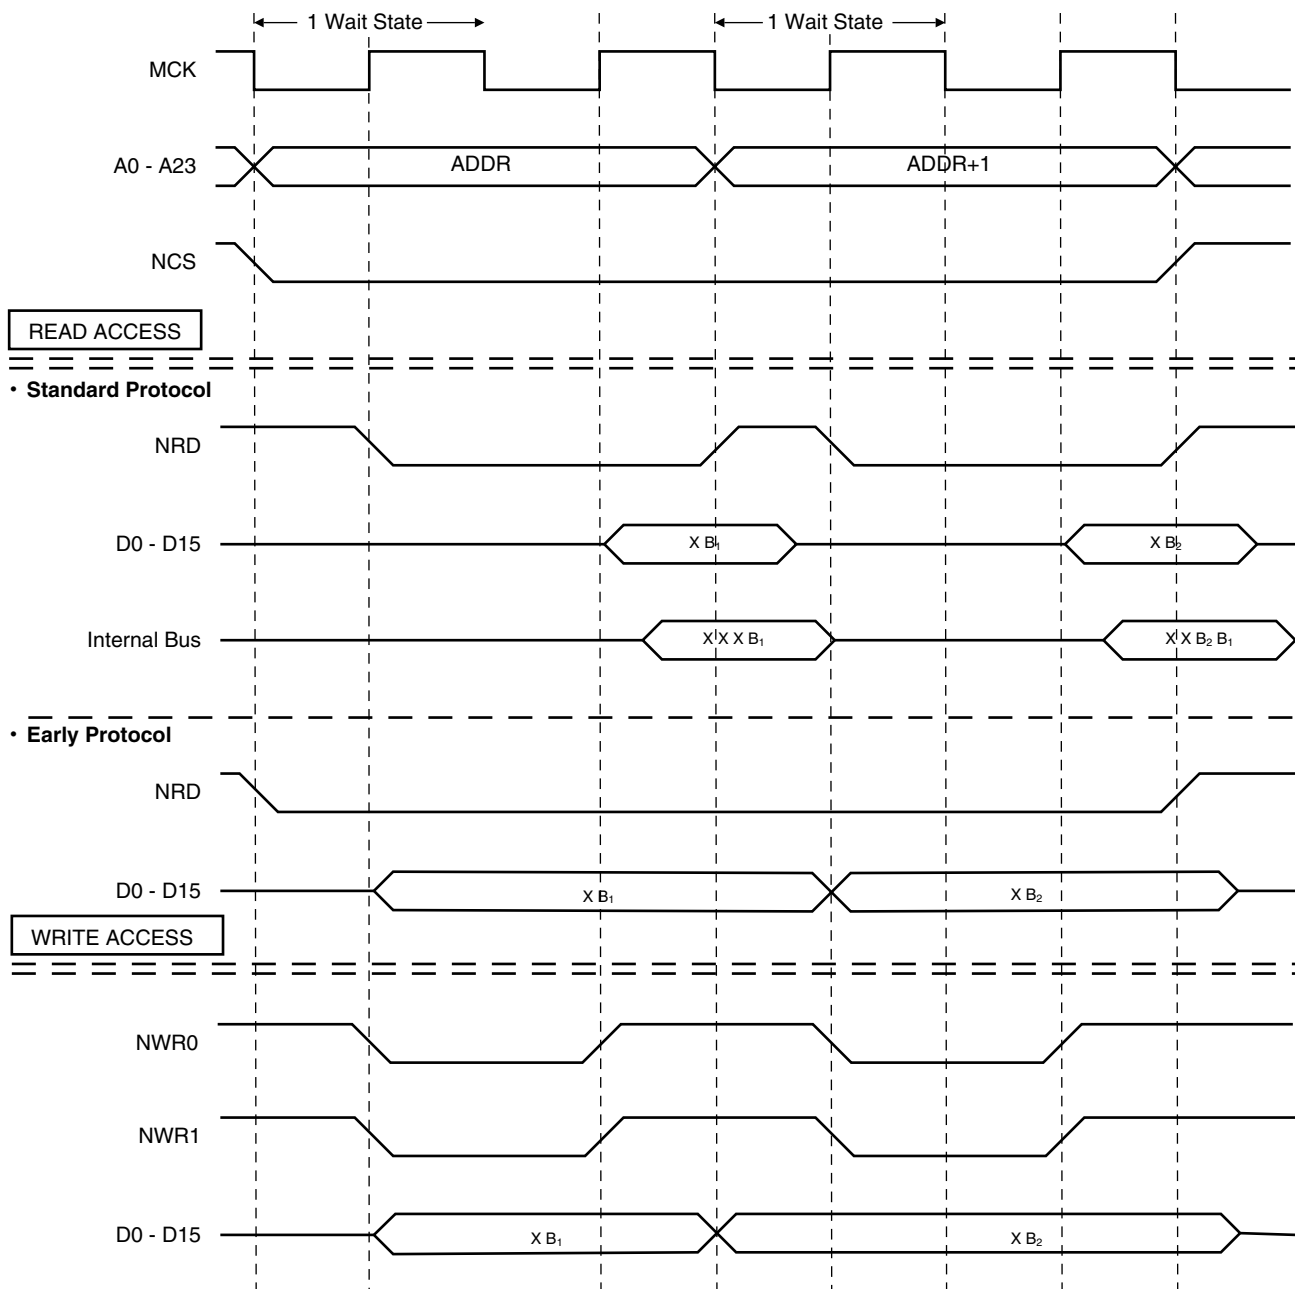 1 Wait State 1 Wait State
MCK
A0 - A23 ADDR ADDR+1
NCS
READ ACCESS
• Standard Protocol
NRD
D0 - D15 X B₁ X B₂
Internal Bus X X X B₁ X X B₂ B₁
• Early Protocol
NRD
D0 - D15 X B₁ X B₂
WRITE ACCESS
NWR0
NWR1
D0 - D15 X B₁ X B₂